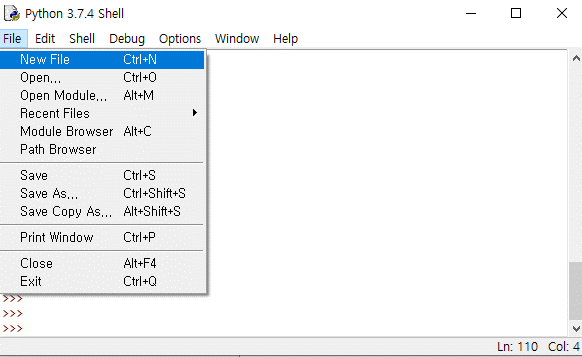 Python 3.7.4 Shell
File Edit Shell Debug Options Window Help
New File Ctrl+N
Open... Ctrl+O
Open Module... Alt+M
Recent Files
Module Browser Alt+C
Path Browser
Save Ctrl+S
Save As... Ctrl+Shift+S
Save Copy As... Alt+Shift+S
Print Window Ctrl+P
Close Alt+F4
Exit Ctrl+Q
>>>
>>>
>>>
Ln: 110 Col: 4